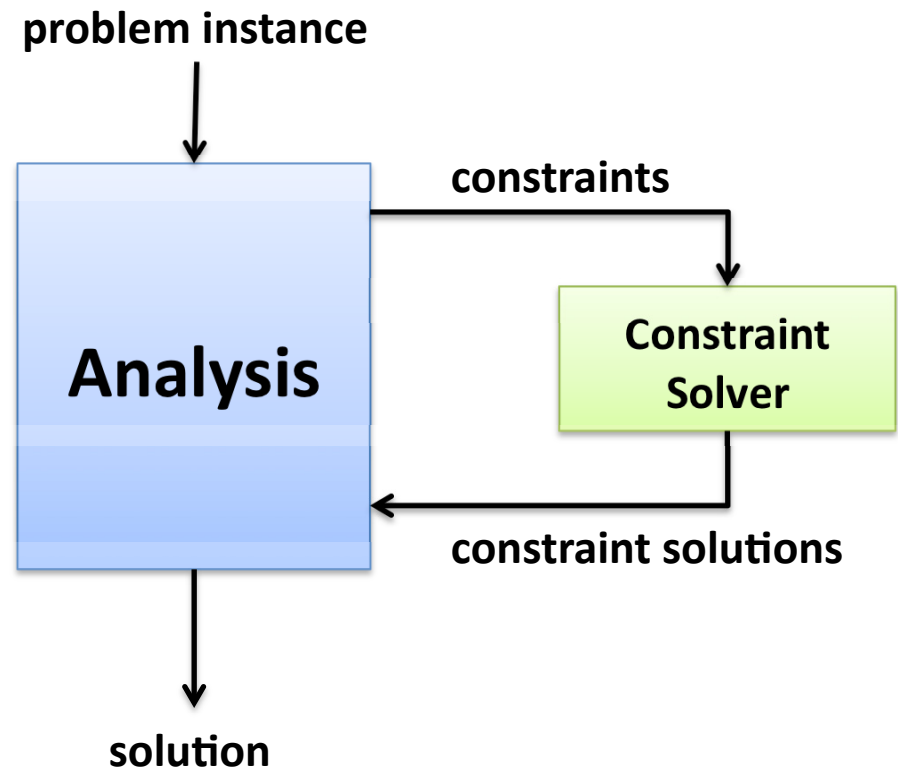 problem instance
constraints
Analysis
Constraint
Solver
constraint solutions
solution